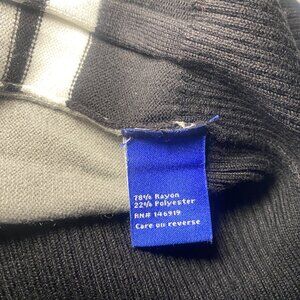 78% Rayon
22% Polyester
RN# 146919
Care on reverse